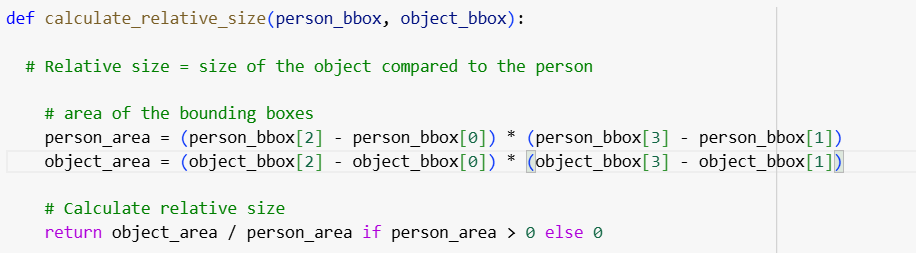 def calculate_relative_size(person_bbox, object_bbox):
  # Relative size = size of the object compared to the person
    # area of the bounding boxes
    person_area = (person_bbox[2] - person_bbox[0]) * (person_bbox[3] - person_bbox[1])
    object_area = (object_bbox[2] - object_bbox[0]) * (object_bbox[3] - object_bbox[1])
    # Calculate relative size
    return object_area / person_area if person_area > 0 else 0